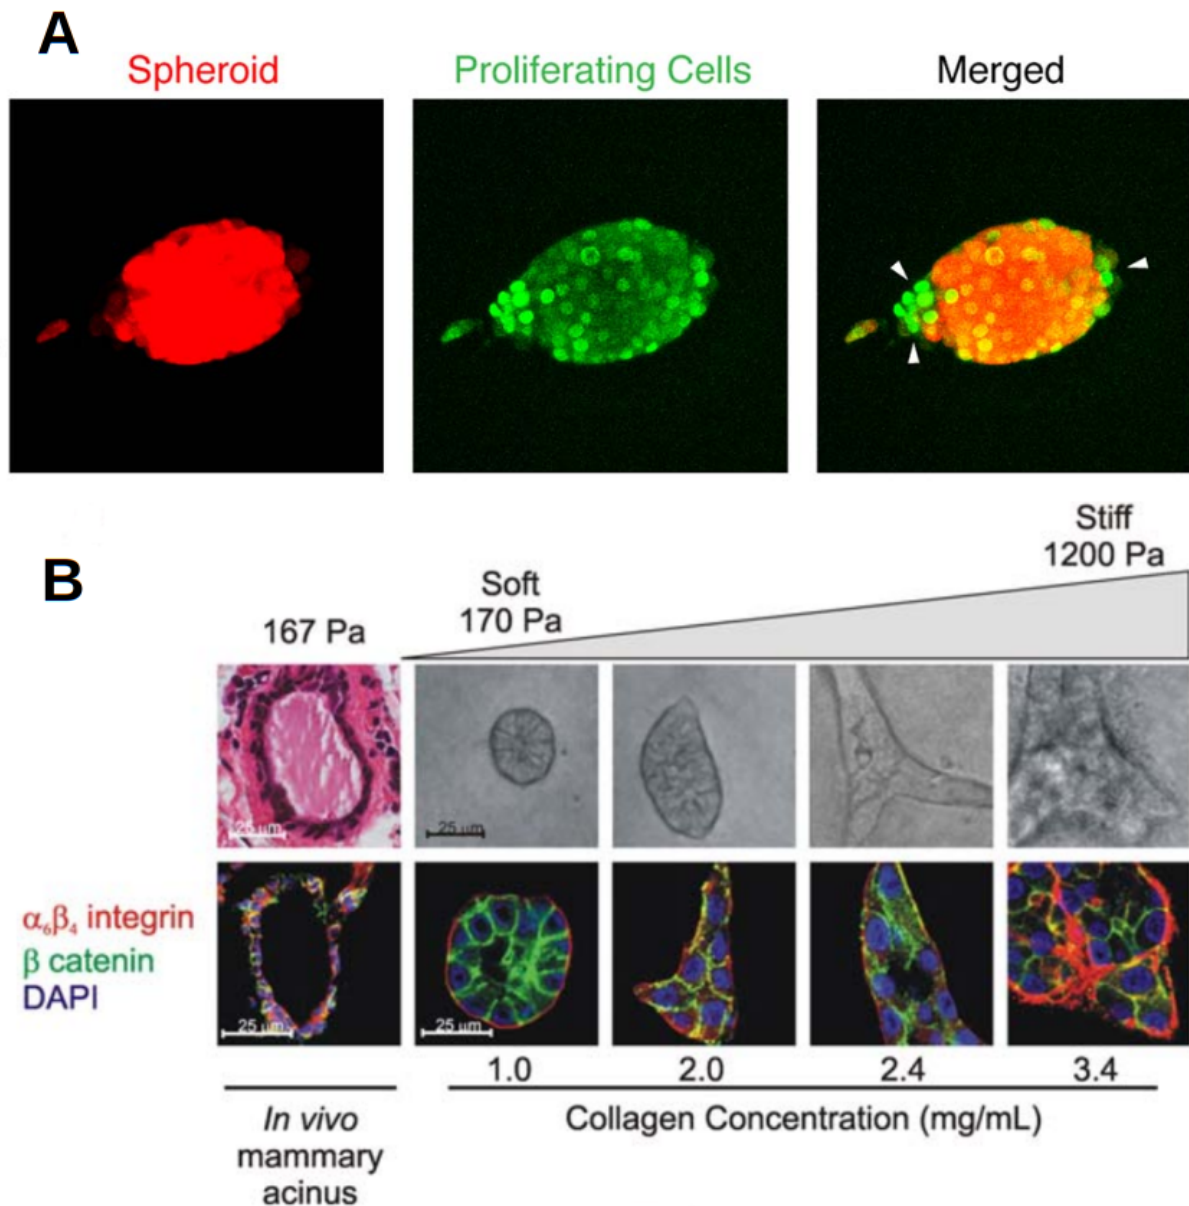 A
Spheroid
Proliferating Cells
Merged
B
167 Pa
Soft
170 Pa
Stiff
1200 Pa
25 μm
25 μm
α₆β₄ integrin
β catenin
DAPI
25 μm
25 μm
1.0
2.0
2.4
3.4
In vivo
mammary
acinus
Collagen Concentration (mg/mL)